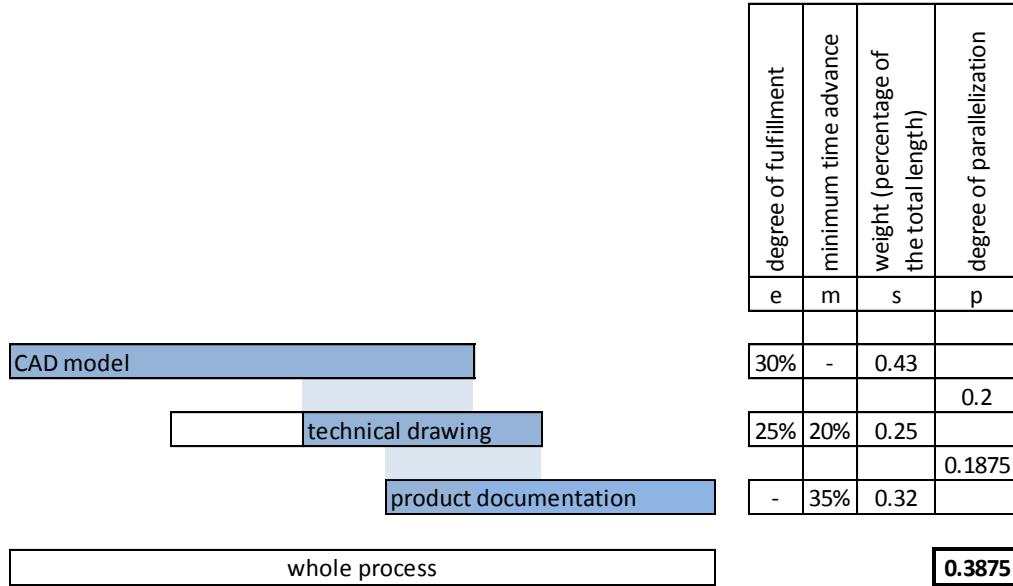 degree of fulfillment
minimum time advance
weight (percentage of
the total length)
degree of parallelization
e m s p
CAD model 30% - 0.43
0.2
technical drawing 25% 20% 0.25
0.1875
product documentation - 35% 0.32
whole process 0.3875